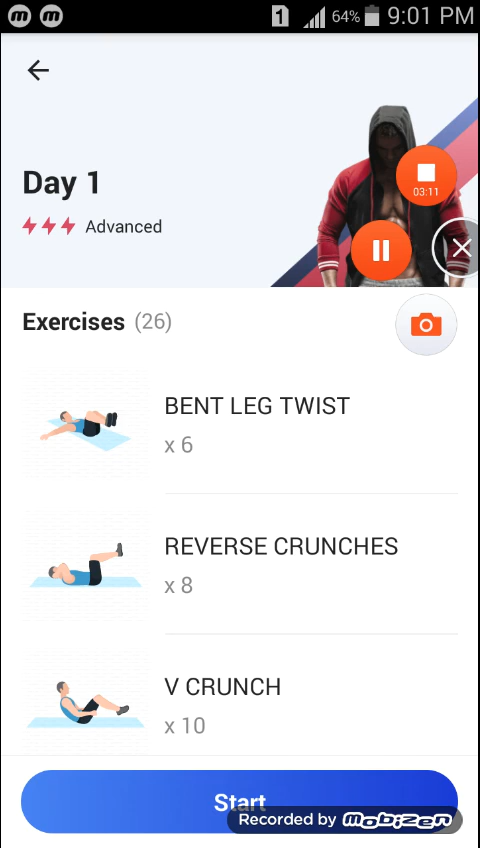 1 64% 9:01 PM
Day 1
03:11
Advanced
Exercises (26)
BENT LEG TWIST
x 6
REVERSE CRUNCHES
x 8
V CRUNCH
x 10
Start
Recorded by Mobizen